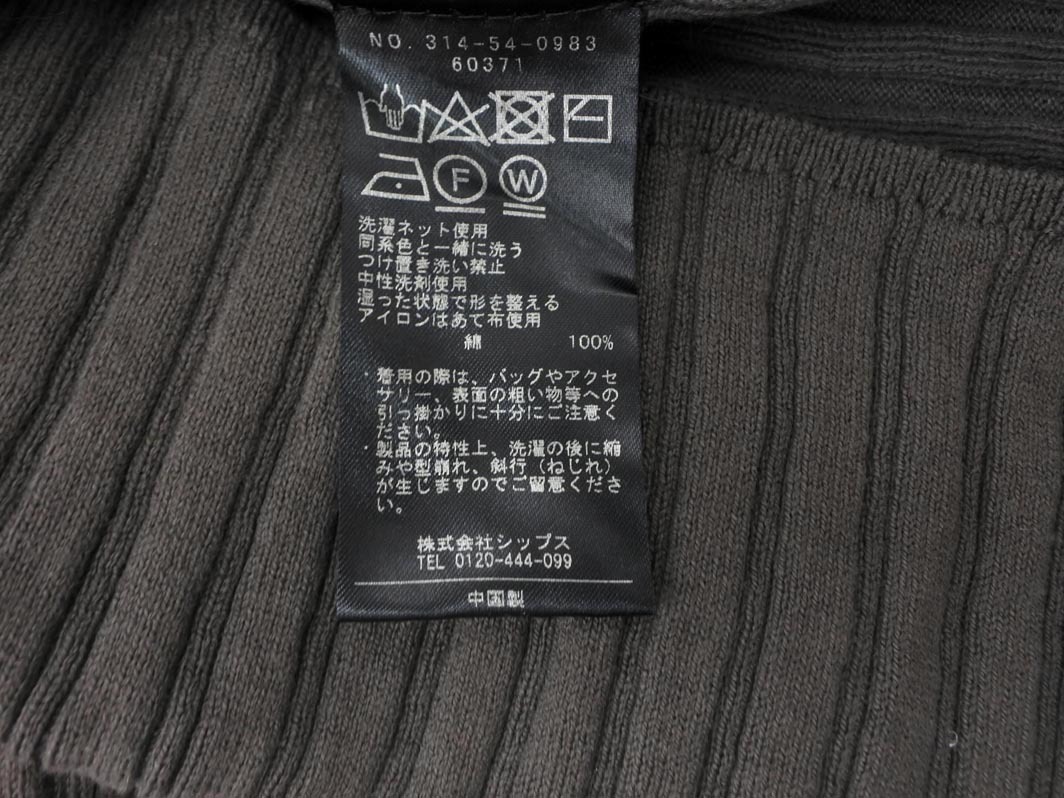 NO. 314-54-0983
60371
F W
洗濯ネット使用
同系色と一緒に洗う
つけ置き洗い禁止
中性洗剤使用
湿った状態で形を整える
アイロンはあて布使用
綿 100%
・着用の際は、バッグやアクセ
サリー、表面の粗い物等への
引っ掛かりに十分にご注意く
ださい。
・製品の特性上、洗濯の後に縮
みや型崩れ、斜行（ねじれ）
が生じますのでご留意くださ
い。
株式会社シップス
TEL 0120-444-099
中国製